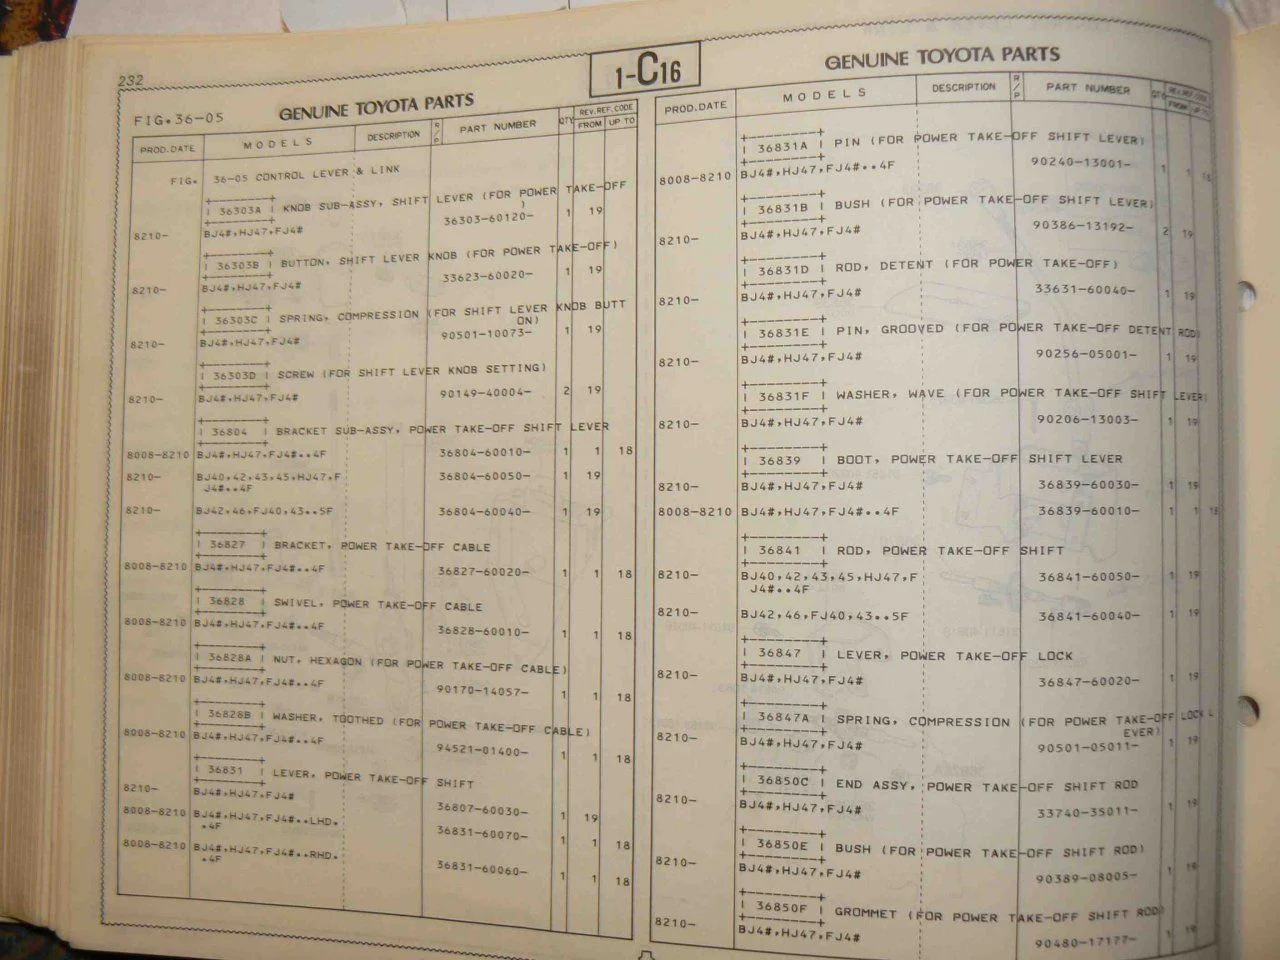 232
1-C16
FIG.36-05 GENUINE TOYOTA PARTS
PROD.DATE MODELS DESCRIPTION R/P PART NUMBER QTY REV.REF.CODE FROM UP TO
FIG. 36-05 CONTROL LEVER & LINK
36303A KNOB SUB-ASSY, SHIFT LEVER (FOR POWER TAKE-OFF
)
8210- BJ4#,HJ47,FJ4# 36303-60120- 1 19
36303B BUTTON, SHIFT LEVER KNOB (FOR POWER TAKE-OFF)
8210- BJ4#,HJ47,FJ4# 33623-60020- 1 19
36303C SPRING, COMPRESSION (FOR SHIFT LEVER KNOB BUTT
ON)
8210- BJ4#,HJ47,FJ4# 90501-10073- 1 19
36303D SCREW (FOR SHIFT LEVER KNOB SETTING)
8210- BJ4#,HJ47,FJ4# 90149-40004- 2 19
36804 BRACKET SUB-ASSY, POWER TAKE-OFF SHIFT LEVER
8008-8210 BJ4#,HJ47,FJ4#..4F 36804-60010- 1 1 18
8210- BJ40,42,43,45,HJ47,F 36804-60050- 1 19
J4#..4F
8210- BJ42,46,FJ40,43..5F 36804-60040- 1 19
36827 BRACKET, POWER TAKE-OFF CABLE
8008-8210 BJ4#,HJ47,FJ4#..4F 36827-60020- 1 1 18
36828 SWIVEL, POWER TAKE-OFF CABLE
8008-8210 BJ4#,HJ47,FJ4#..4F 36828-60010- 1 1 18
36828A NUT, HEXAGON (FOR POWER TAKE-OFF CABLE)
8008-8210 BJ4#,HJ47,FJ4#..4F 90170-14057- 1 1 18
36828B WASHER, TOOTHED (FOR POWER TAKE-OFF CABLE)
8008-8210 BJ4#,HJ47,FJ4#..4F 94521-01400- 1 1 18
36831 LEVER, POWER TAKE-OFF SHIFT
8210- BJ4#,HJ47,FJ4# 36807-60030- 1 19
8008-8210 BJ4#,HJ47,FJ4#..LHD. 36831-60070- 1 1 18
.4F
8008-8210 BJ4#,HJ47,FJ4#..RHD. 36831-60060- 1 1 18
.4F
GENUINE TOYOTA PARTS
PROD.DATE MODELS DESCRIPTION R/P PART NUMBER QTY REV.REF.CODE FROM UP TO
36831A PIN (FOR POWER TAKE-OFF SHIFT LEVER)
8008-8210 BJ4#,HJ47,FJ4#..4F 90240-13001- 1 1 18
36831B BUSH (FOR POWER TAKE-OFF SHIFT LEVER)
8210- BJ4#,HJ47,FJ4# 90386-13192- 2 19
36831D ROD, DETENT (FOR POWER TAKE-OFF)
8210- BJ4#,HJ47,FJ4# 33631-60040- 1 19
36831E PIN, GROOVED (FOR POWER TAKE-OFF DETENT ROD)
8210- BJ4#,HJ47,FJ4# 90256-05001- 1 19
36831F WASHER, WAVE (FOR POWER TAKE-OFF SHIFT LEVER)
8210- BJ4#,HJ47,FJ4# 90206-13003- 1 19
36839 BOOT, POWER TAKE-OFF SHIFT LEVER
8210- BJ4#,HJ47,FJ4# 36839-60030- 1 19
8008-8210 BJ4#,HJ47,FJ4#..4F 36839-60010- 1 1 18
36841 ROD, POWER TAKE-OFF SHIFT
8210- BJ40,42,43,45,HJ47,F 36841-60050- 1 19
J4#..4F
8210- BJ42,46,FJ40,43..5F 36841-60040- 1 19
36847 LEVER, POWER TAKE-OFF LOCK
8210- BJ4#,HJ47,FJ4# 36847-60020- 1 19
36847A SPRING, COMPRESSION (FOR POWER TAKE-OFF LOCK L
EVER)
8210- BJ4#,HJ47,FJ4# 90501-05011- 1 19
36850C END ASSY, POWER TAKE-OFF SHIFT ROD
8210- BJ4#,HJ47,FJ4# 33740-35011- 1 19
36850E BUSH (FOR POWER TAKE-OFF SHIFT ROD)
8210- BJ4#,HJ47,FJ4# 90389-08005- 1 19
36850F GROMMET (FOR POWER TAKE-OFF SHIFT ROD)
8210- BJ4#,HJ47,FJ4# 90480-17177- 1 19